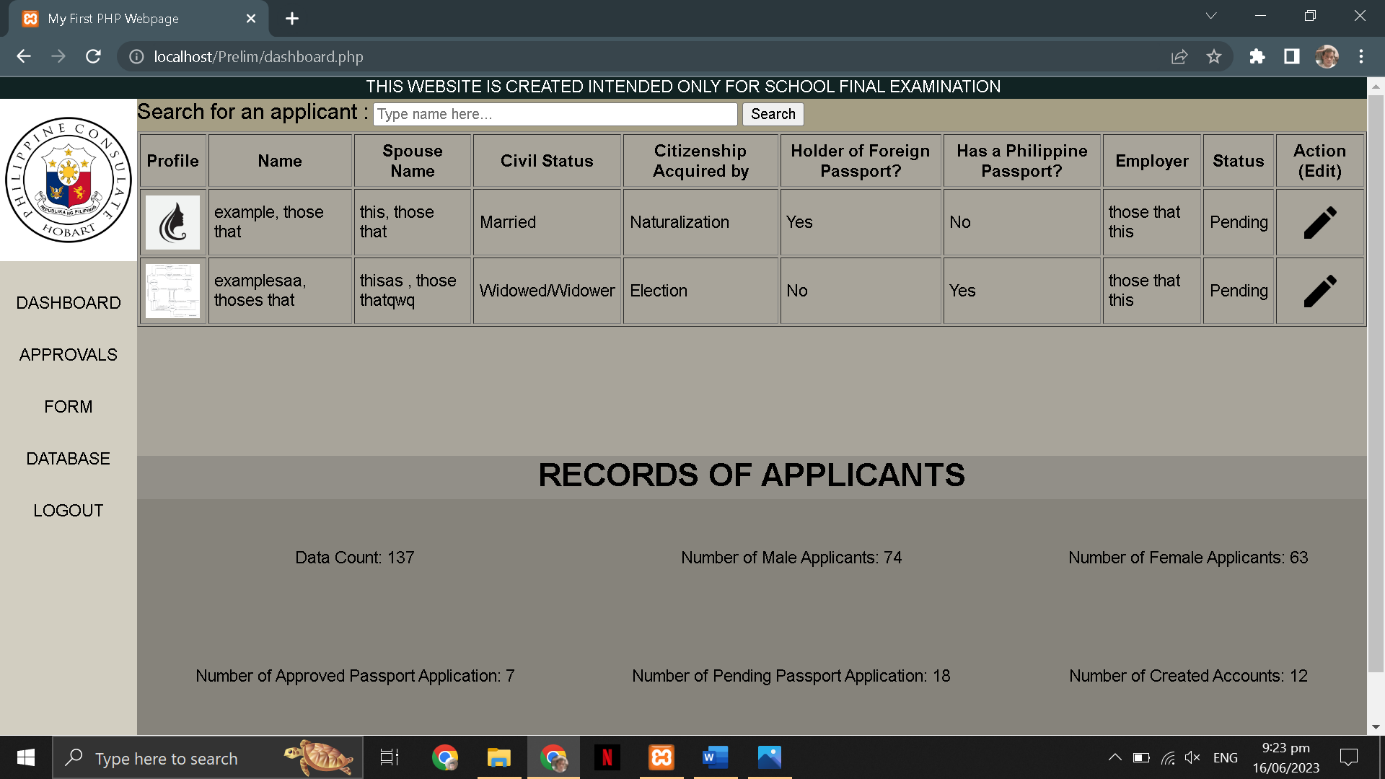 My First PHP Webpage
localhost/Prelim/dashboard.php
THIS WEBSITE IS CREATED INTENDED ONLY FOR SCHOOL FINAL EXAMINATION
PHILIPPINE CONSULATE
HOBART
DASHBOARD
APPROVALS
FORM
DATABASE
LOGOUT
Search for an applicant : Type name here... Search
Profile Name Spouse Name Civil Status Citizenship Acquired by Holder of Foreign Passport? Has a Philippine Passport? Employer Status Action (Edit)
example, those that this, those that Married Naturalization Yes No those that this Pending
examplesaa, thoses that thisas , those thatqwq Widowed/Widower Election No Yes those that this Pending
RECORDS OF APPLICANTS
Data Count: 137 Number of Male Applicants: 74 Number of Female Applicants: 63
Number of Approved Passport Application: 7 Number of Pending Passport Application: 18 Number of Created Accounts: 12
Type here to search
N
W
ENG
9:23 pm
16/06/2023